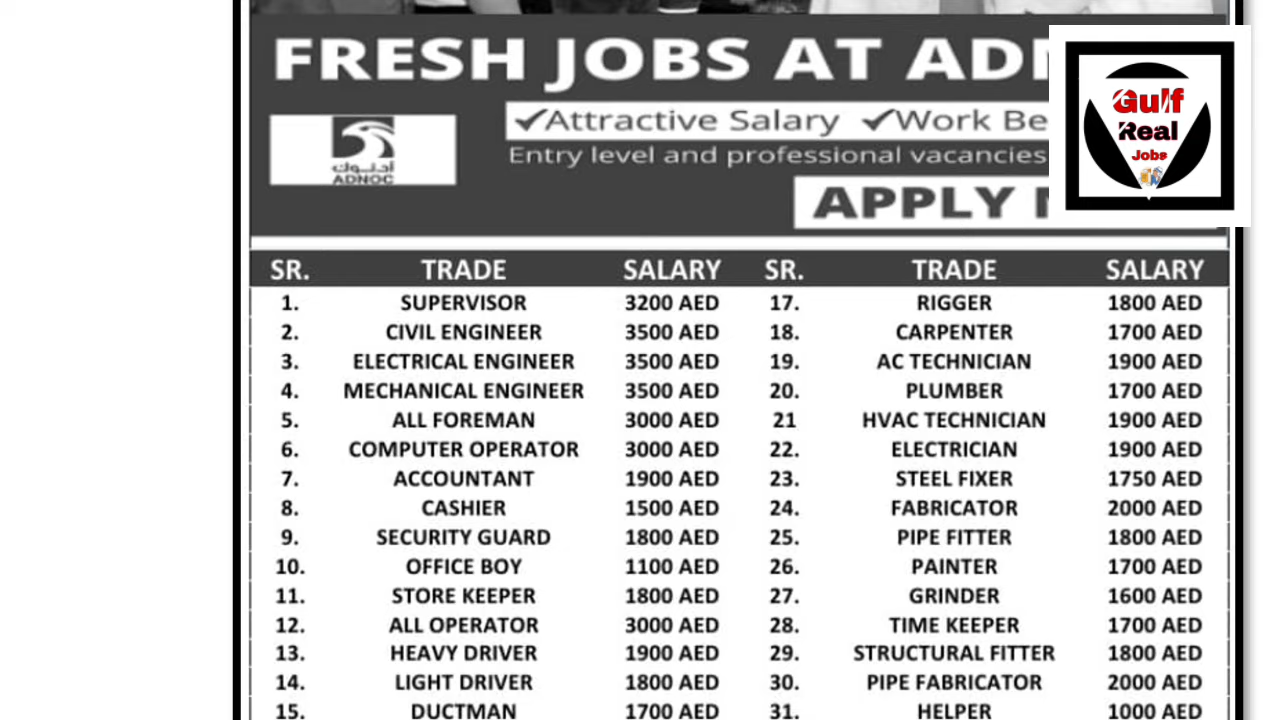 FRESH JOBS AT ADN
✔Attractive Salary ✔Work Be
Entry level and professional vacancies
APPLY N
أدنوك
ADNOC
Gulf
Real
Jobs
SR. TRADE SALARY SR. TRADE SALARY
1. SUPERVISOR 3200 AED 17. RIGGER 1800 AED
2. CIVIL ENGINEER 3500 AED 18. CARPENTER 1700 AED
3. ELECTRICAL ENGINEER 3500 AED 19. AC TECHNICIAN 1900 AED
4. MECHANICAL ENGINEER 3500 AED 20. PLUMBER 1700 AED
5. ALL FOREMAN 3000 AED 21 HVAC TECHNICIAN 1900 AED
6. COMPUTER OPERATOR 3000 AED 22. ELECTRICIAN 1900 AED
7. ACCOUNTANT 1900 AED 23. STEEL FIXER 1750 AED
8. CASHIER 1500 AED 24. FABRICATOR 2000 AED
9. SECURITY GUARD 1800 AED 25. PIPE FITTER 1800 AED
10. OFFICE BOY 1100 AED 26. PAINTER 1700 AED
11. STORE KEEPER 1800 AED 27. GRINDER 1600 AED
12. ALL OPERATOR 3000 AED 28. TIME KEEPER 1700 AED
13. HEAVY DRIVER 1900 AED 29. STRUCTURAL FITTER 1800 AED
14. LIGHT DRIVER 1800 AED 30. PIPE FABRICATOR 2000 AED
15. DUCTMAN 1700 AED 31. HELPER 1000 AED